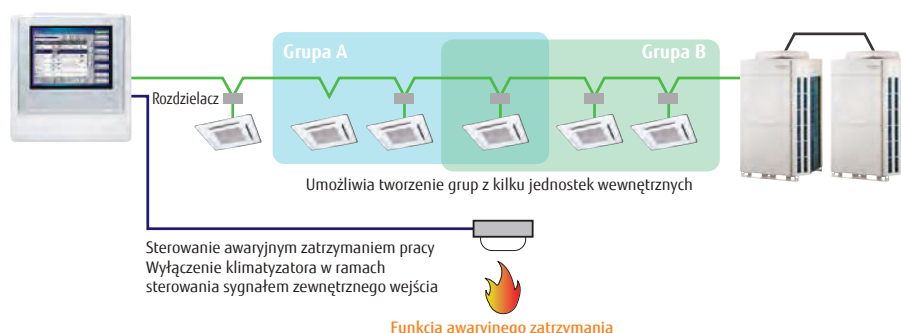 Grupa A
Grupa B
Rozdzielacz
Umożliwia tworzenie grup z kilku jednostek wewnętrznych
Sterowanie awaryjnym zatrzymaniem pracy
Wyłączenie klimatyzatora w ramach
sterowania sygnałem zewnętrznego wejścia
Funkcja awaryjnego zatrzymania